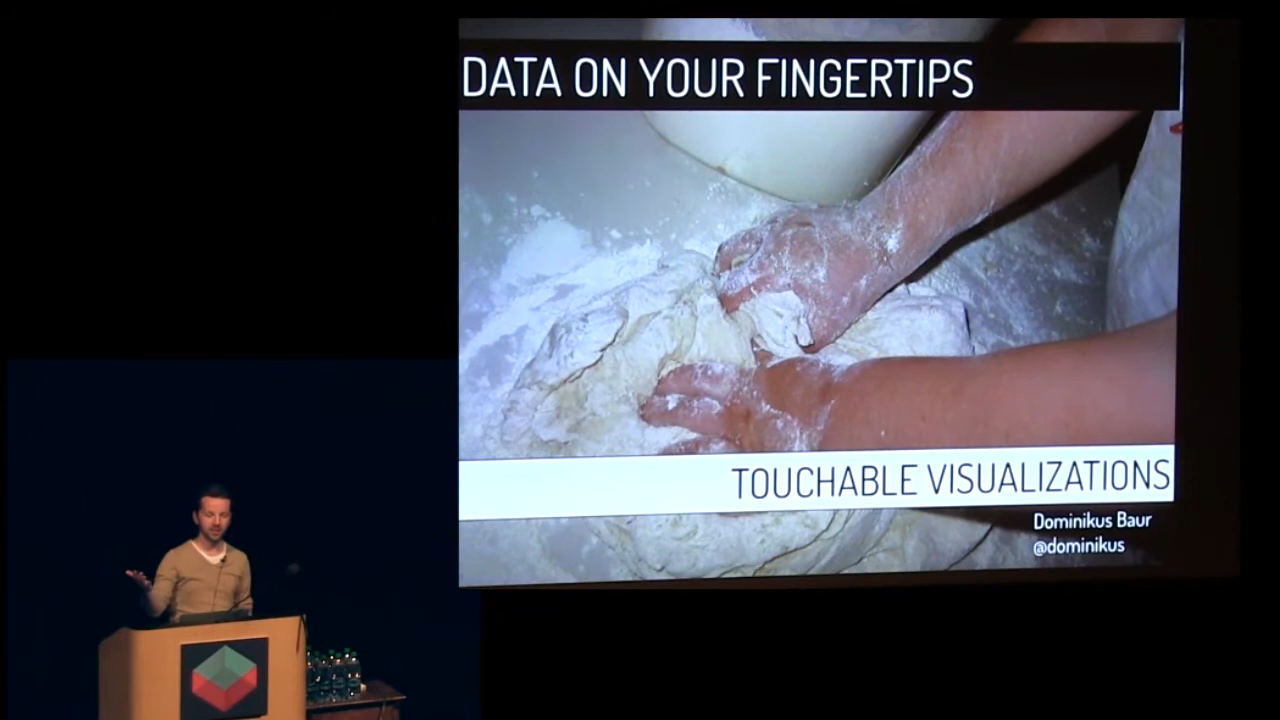 DATA ON YOUR FINGERTIPS
TOUCHABLE VISUALIZATIONS
Dominikus Baur
@dominikus